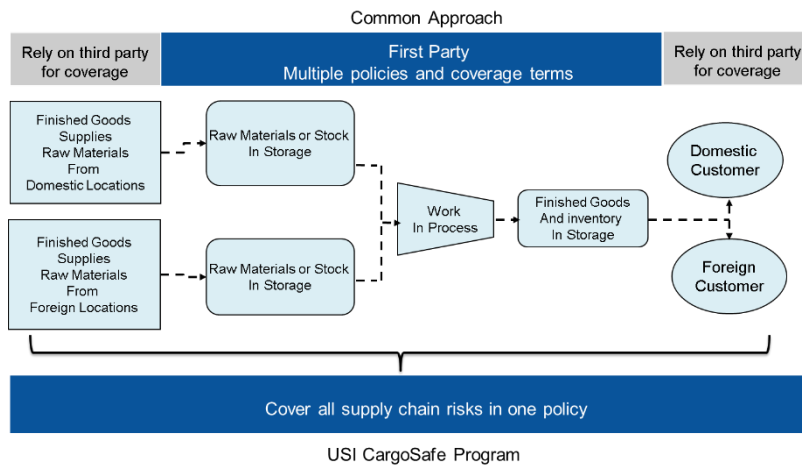 Common Approach
Rely on third party
for coverage
First Party
Multiple policies and coverage terms
Rely on third party
for coverage
Finished Goods
Supplies
Raw Materials
From
Domestic Locations
Raw Materials or Stock
In Storage
Finished Goods
Supplies
Raw Materials
From
Foreign Locations
Raw Materials or Stock
In Storage
Work
In Process
Finished Goods
And inventory
In Storage
Domestic
Customer
Foreign
Customer
Cover all supply chain risks in one policy
USI CargoSafe Program